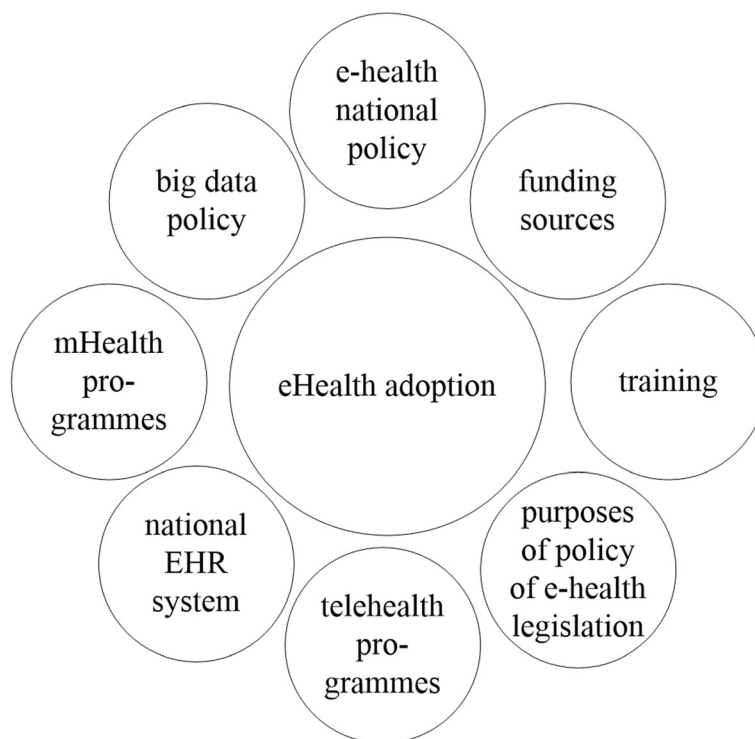 e-health
national
policy
big data
policy
funding
sources
mHealth
pro-
grammes
eHealth adoption
training
national
EHR
system
purposes
of policy
of e-health
legislation
telehealth
pro-
grammes